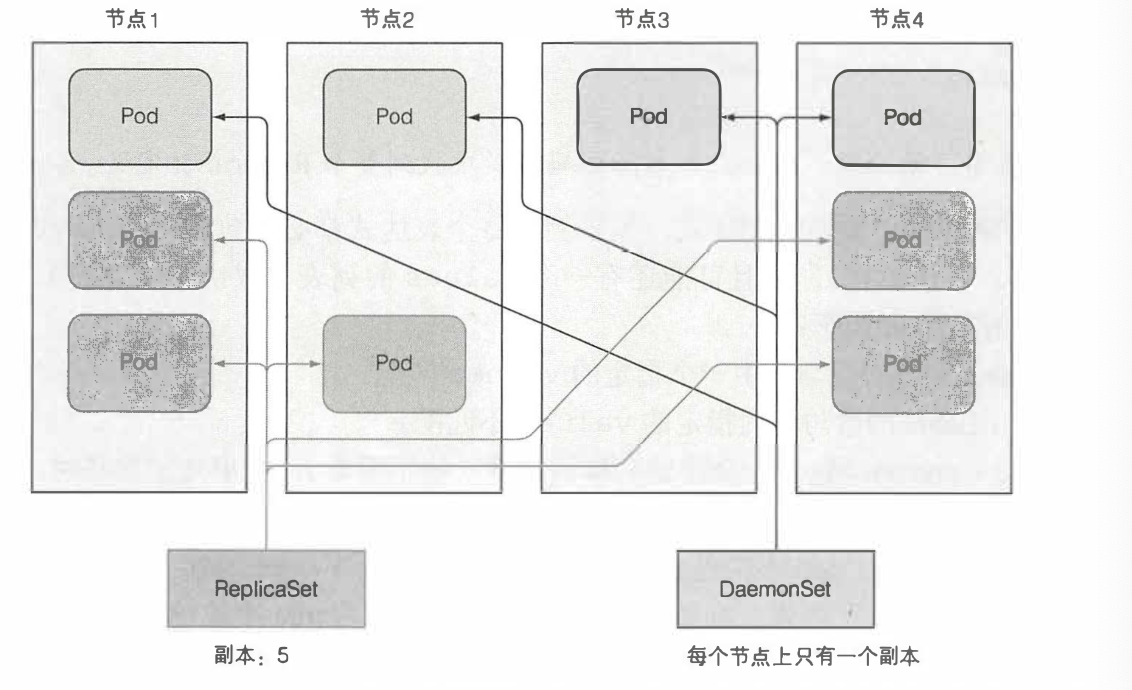 节点1 节点2 节点3 节点4
Pod Pod Pod Pod
Pod Pod
Pod Pod Pod
ReplicaSet DaemonSet
副本：5 每个节点上只有一个副本